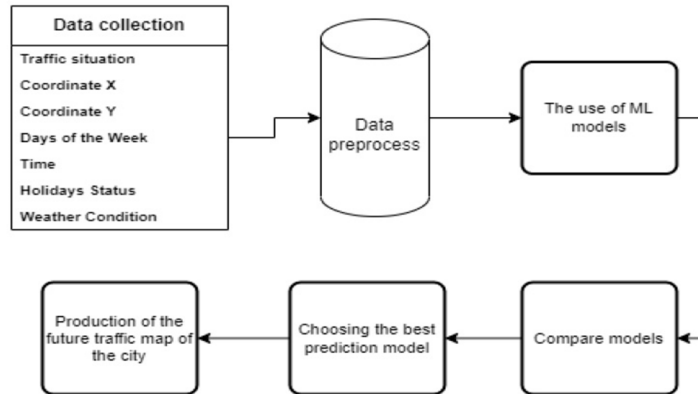 Data collection
Traffic situation
Coordinate X
Coordinate Y
Days of the Week
Time
Holidays Status
Weather Condition
Data
preprocess
The use of ML
models
Production of the
future traffic map of
the city
Choosing the best
prediction model
Compare models